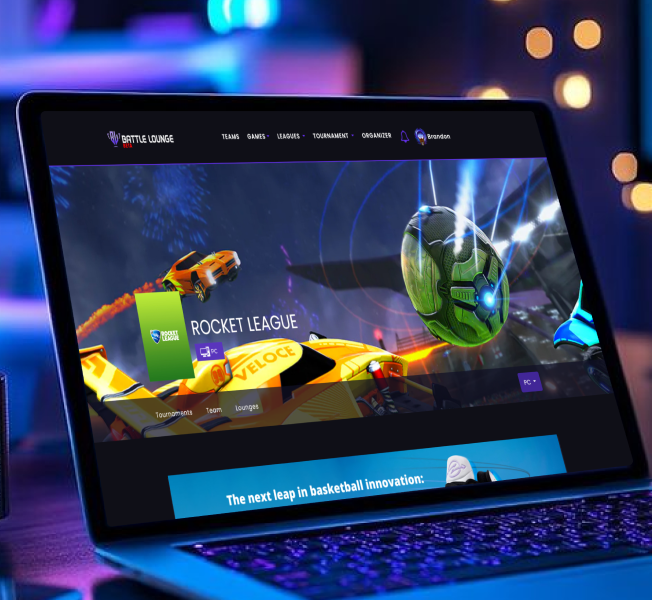 BATTLE LOUNGE
BETA
TEAMS GAMES LEAGUES TOURNAMENT ORGANIZER Brandon
ROCKET LEAGUE
ROCKET LEAGUE
PC
VELOCE
PC
Tournaments Team Lounges
The next leap in basketball innovation: